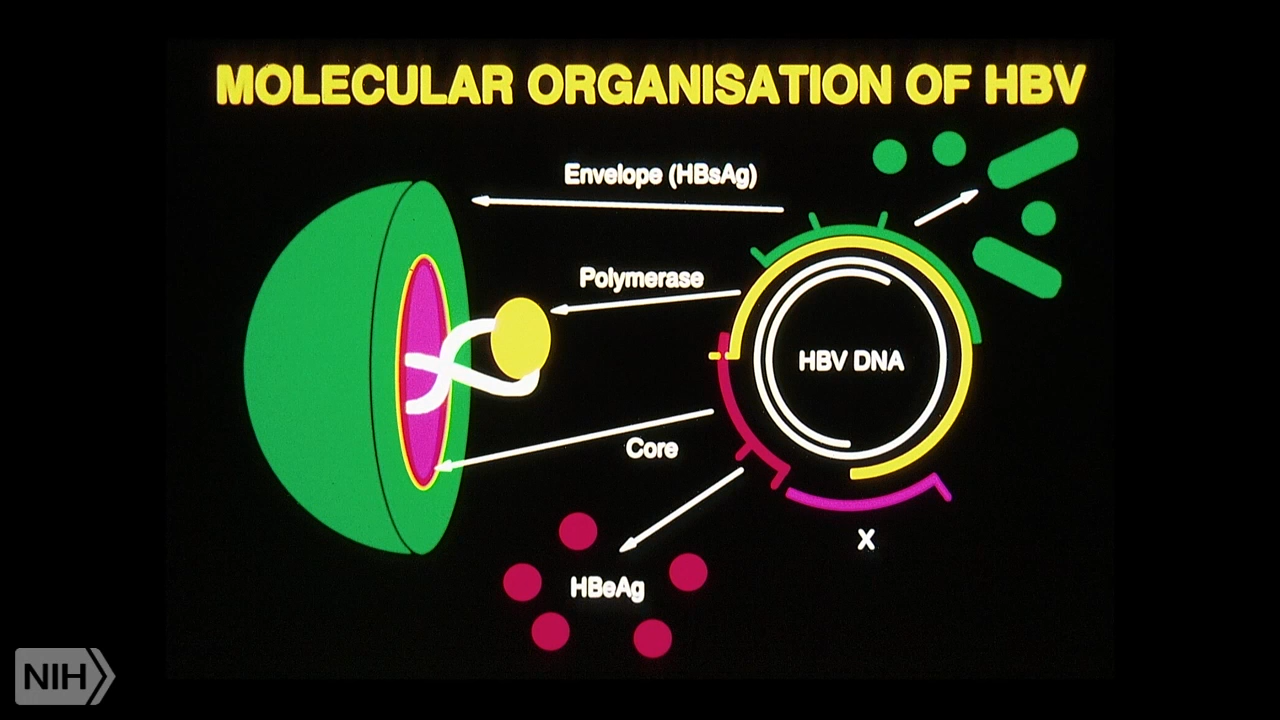 MOLECULAR ORGANISATION OF HBV
Envelope (HBsAg)
Polymerase
HBV DNA
Core
X
HBeAg
NIH